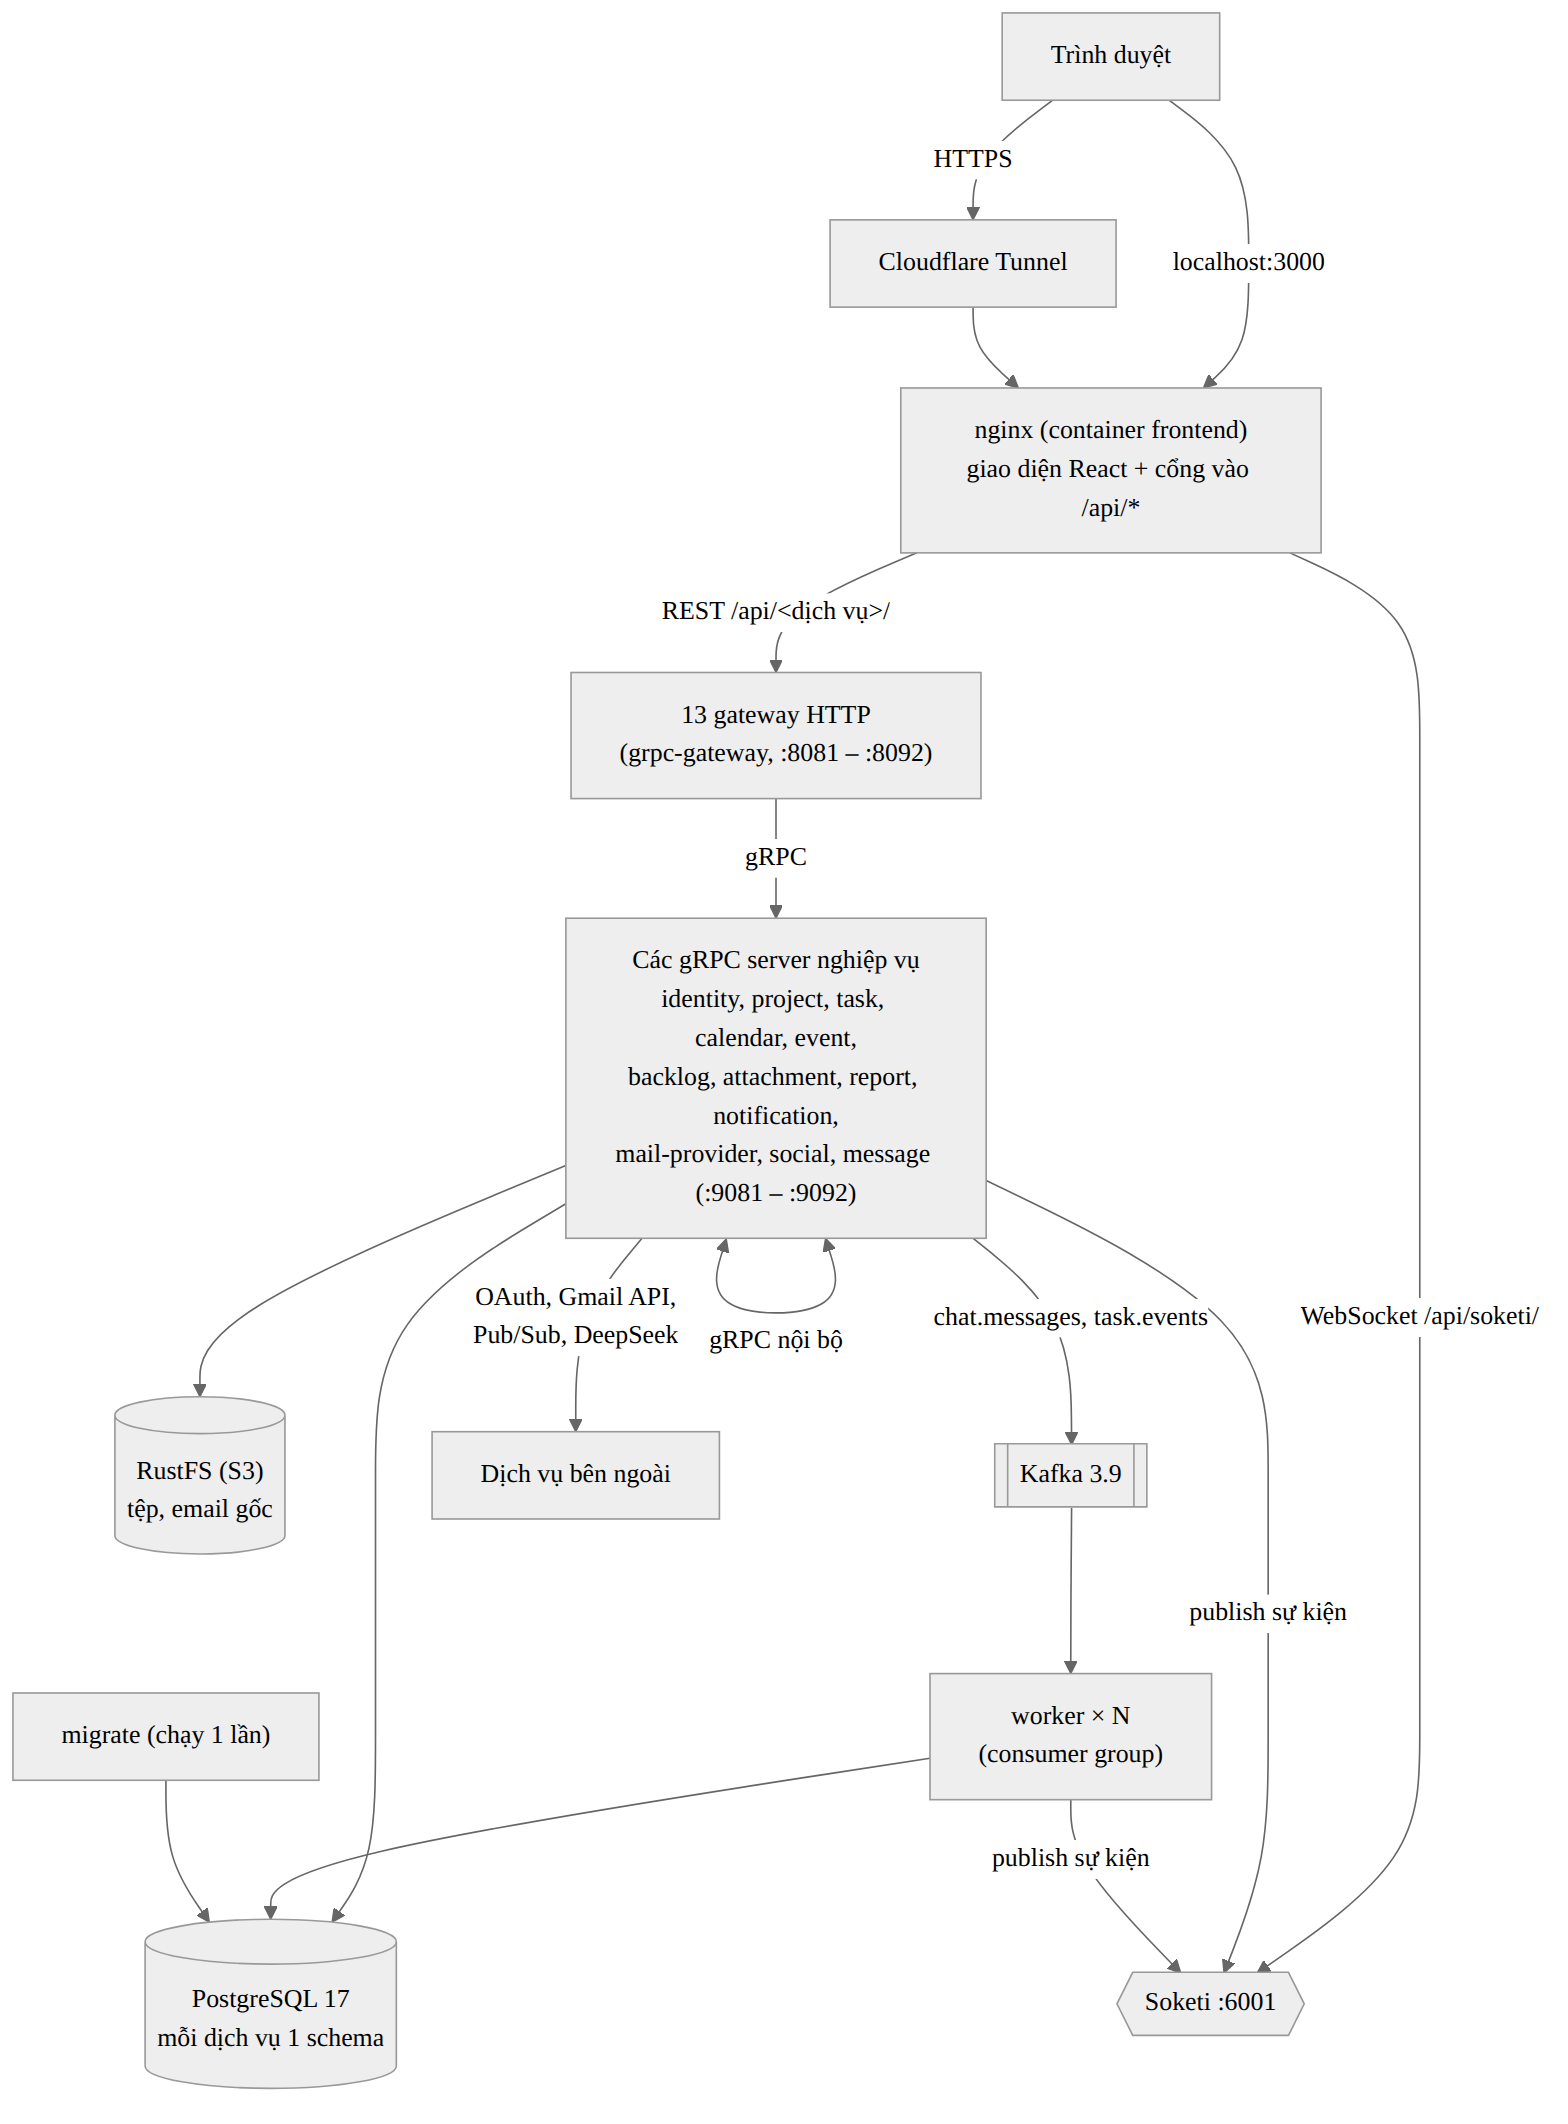 Trình duyệt
HTTPS
Cloudflare Tunnel
localhost:3000
nginx (container frontend)
giao diện React + cổng vào
/api/*
REST /api/<dịch vụ>/
13 gateway HTTP
(grpc-gateway, :8081 – :8092)
gRPC
Các gRPC server nghiệp vụ
identity, project, task,
calendar, event,
backlog, attachment, report,
notification,
mail-provider, social, message
(:9081 – :9092)
OAuth, Gmail API,
Pub/Sub, DeepSeek
gRPC nội bộ
chat.messages, task.events
WebSocket /api/soketi/
RustFS (S3)
tệp, email gốc
Dịch vụ bên ngoài
Kafka 3.9
publish sự kiện
migrate (chạy 1 lần)
worker × N
(consumer group)
publish sự kiện
PostgreSQL 17
mỗi dịch vụ 1 schema
Soketi :6001